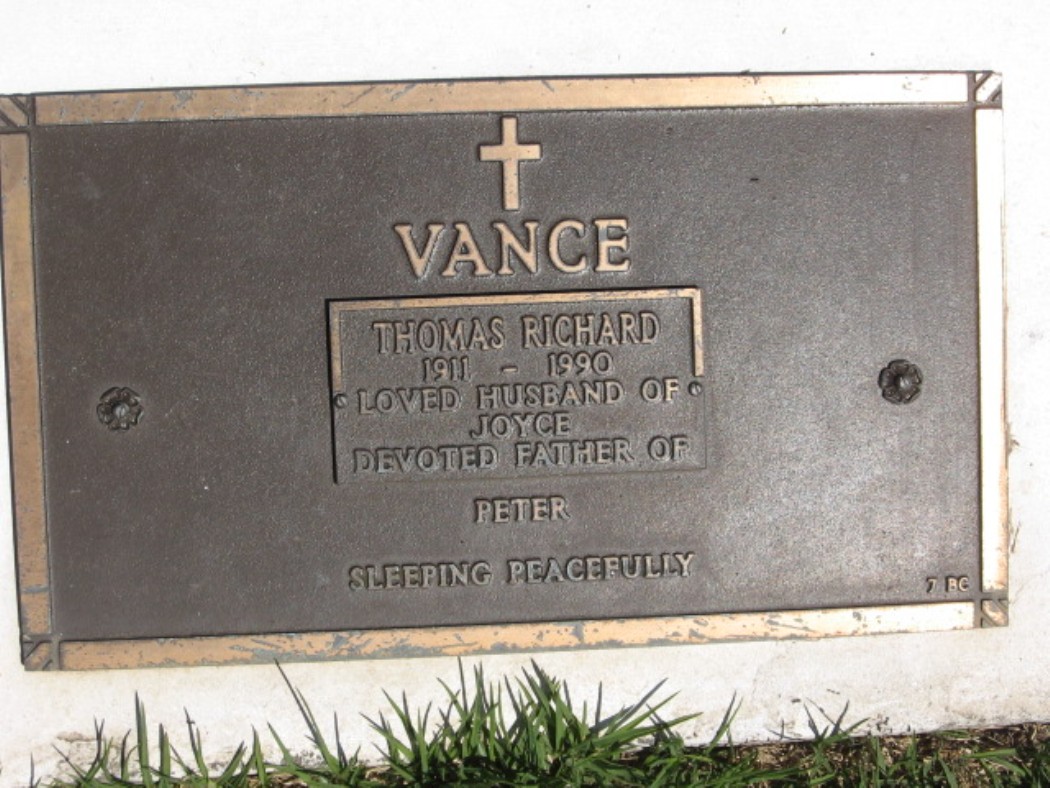 VANCE
THOMAS RICHARD
1911 - 1990
LOVED HUSBAND OF
JOYCE
DEVOTED FATHER OF
PETER
SLEEPING PEACEFULLY
7 BC